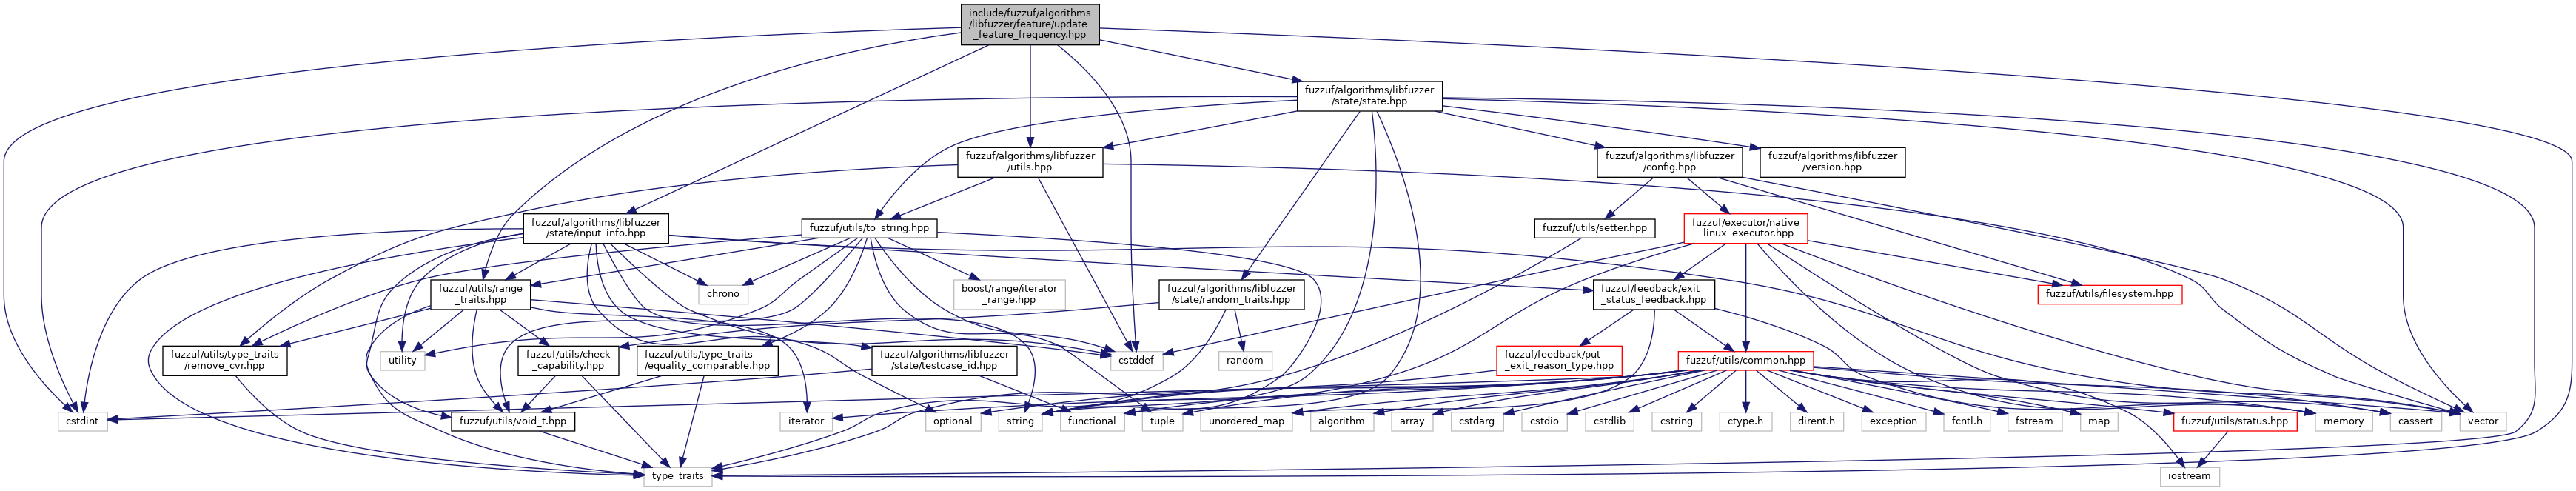 include/fuzzuf/algorithms
/libfuzzer/feature/update
_feature_frequency.hpp
fuzzuf/algorithms/libfuzzer
/state/state.hpp
fuzzuf/algorithms/libfuzzer
/utils.hpp
fuzzuf/algorithms/libfuzzer
/config.hpp
fuzzuf/algorithms/libfuzzer
/version.hpp
fuzzuf/algorithms/libfuzzer
/state/input_info.hpp
fuzzuf/utils/to_string.hpp
fuzzuf/utils/setter.hpp
fuzzuf/executor/native
_linux_executor.hpp
fuzzuf/utils/range
_traits.hpp
chrono
boost/range/iterator
_range.hpp
fuzzuf/algorithms/libfuzzer
/state/random_traits.hpp
fuzzuf/feedback/exit
_status_feedback.hpp
fuzzuf/utils/filesystem.hpp
fuzzuf/utils/type_traits
/remove_cvr.hpp
utility
fuzzuf/utils/check
_capability.hpp
fuzzuf/utils/type_traits
/equality_comparable.hpp
fuzzuf/algorithms/libfuzzer
/state/testcase_id.hpp
cstddef
random
fuzzuf/feedback/put
_exit_reason_type.hpp
fuzzuf/utils/common.hpp
cstdint
fuzzuf/utils/void_t.hpp
iterator
optional
string
functional
tuple
unordered_map
algorithm
array
cstdarg
cstdio
cstdlib
cstring
ctype.h
dirent.h
exception
fcntl.h
fstream
map
fuzzuf/utils/status.hpp
memory
cassert
vector
type_traits
iostream